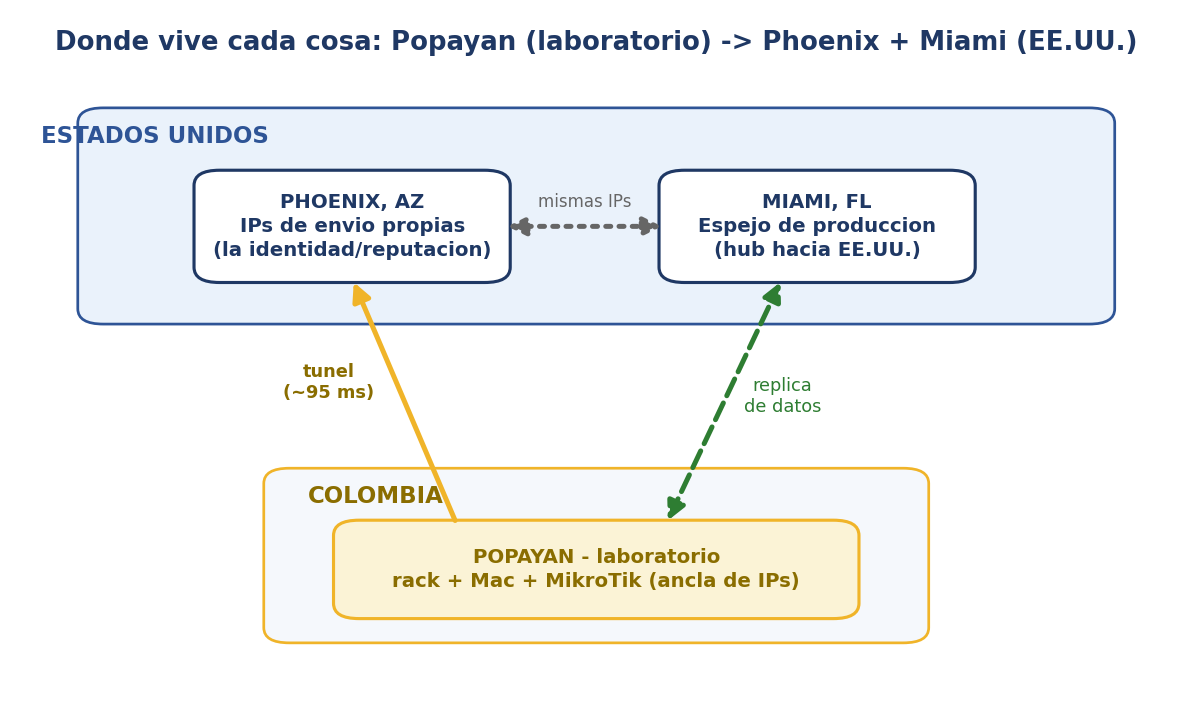 Donde vive cada cosa: Popayan (laboratorio) -> Phoenix + Miami (EE.UU.)
ESTADOS UNIDOS
PHOENIX, AZ
IPs de envio propias
(la identidad/reputacion)
mismas IPs
MIAMI, FL
Espejo de produccion
(hub hacia EE.UU.)
tunel
(~95 ms)
replica
de datos
COLOMBIA
POPAYAN - laboratorio
rack + Mac + MikroTik (ancla de IPs)